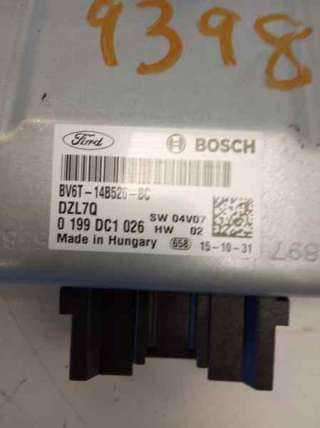 9398
Ford BOSCH
BV6T-14B526-BC
DZL7Q SW 04V07
0 199 DC1 026 HW 02
Made in Hungary 658 15-10-31